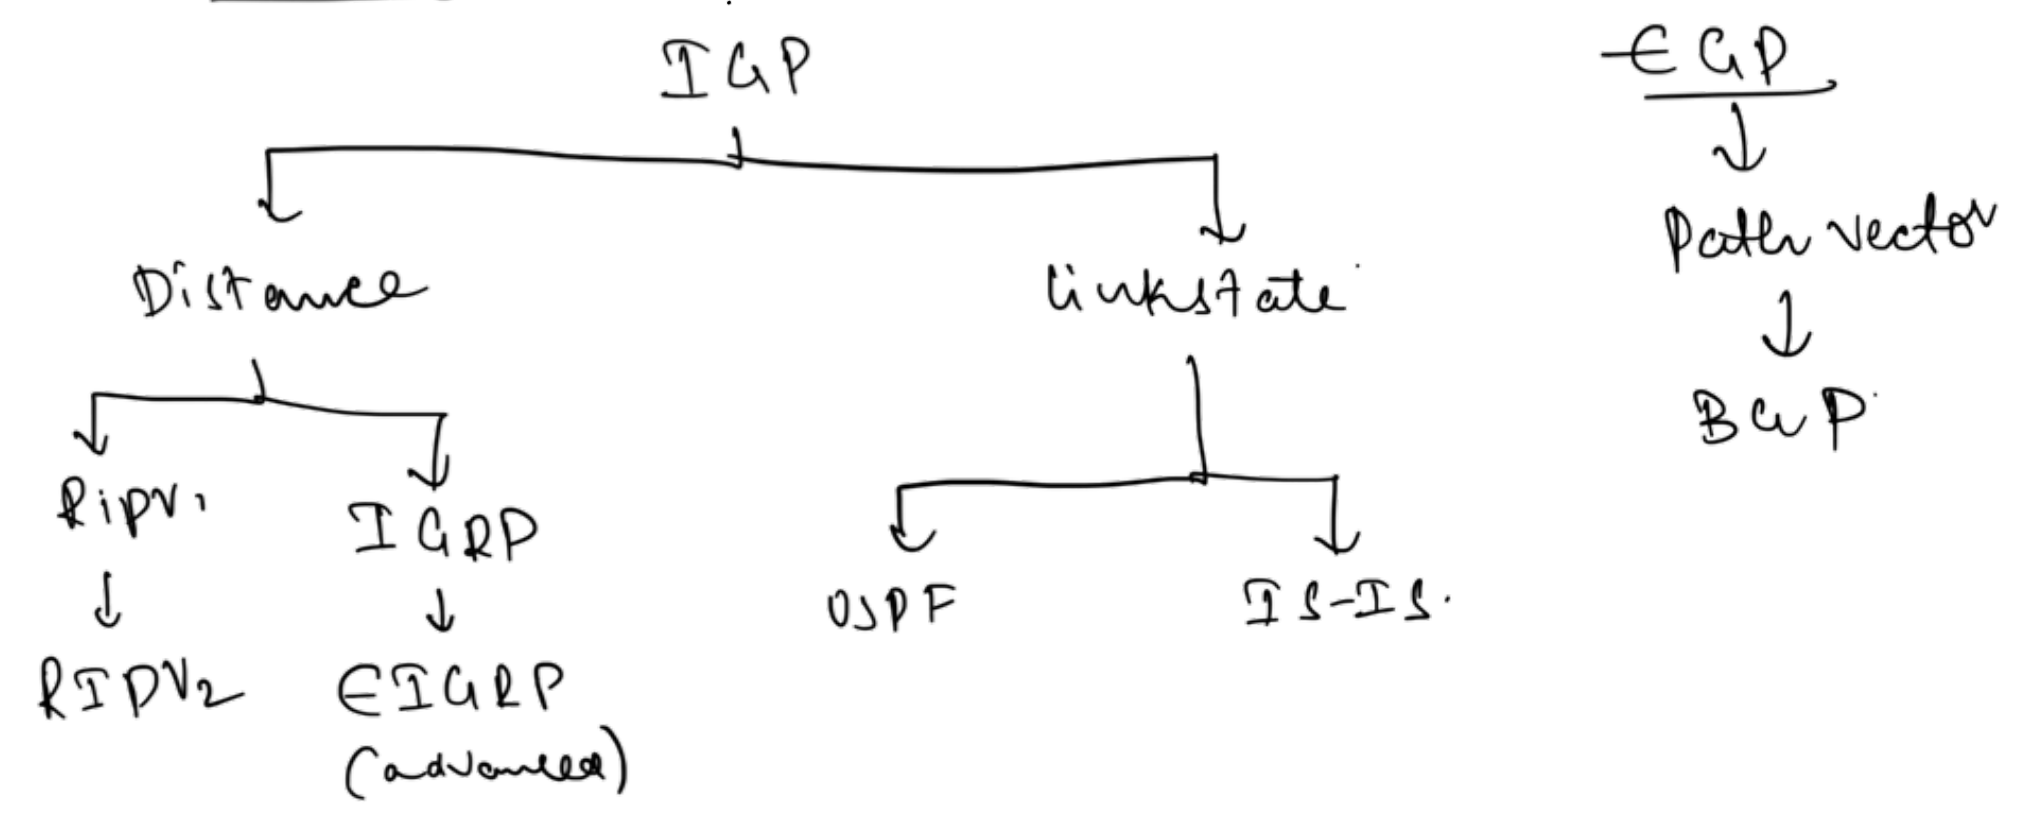 IGP
EGP
Distance
linkstate
Path vector
RipV1
IGRP
BGP
OSPF
IS-IS.
RIPV2
EIGRP
(advanced)